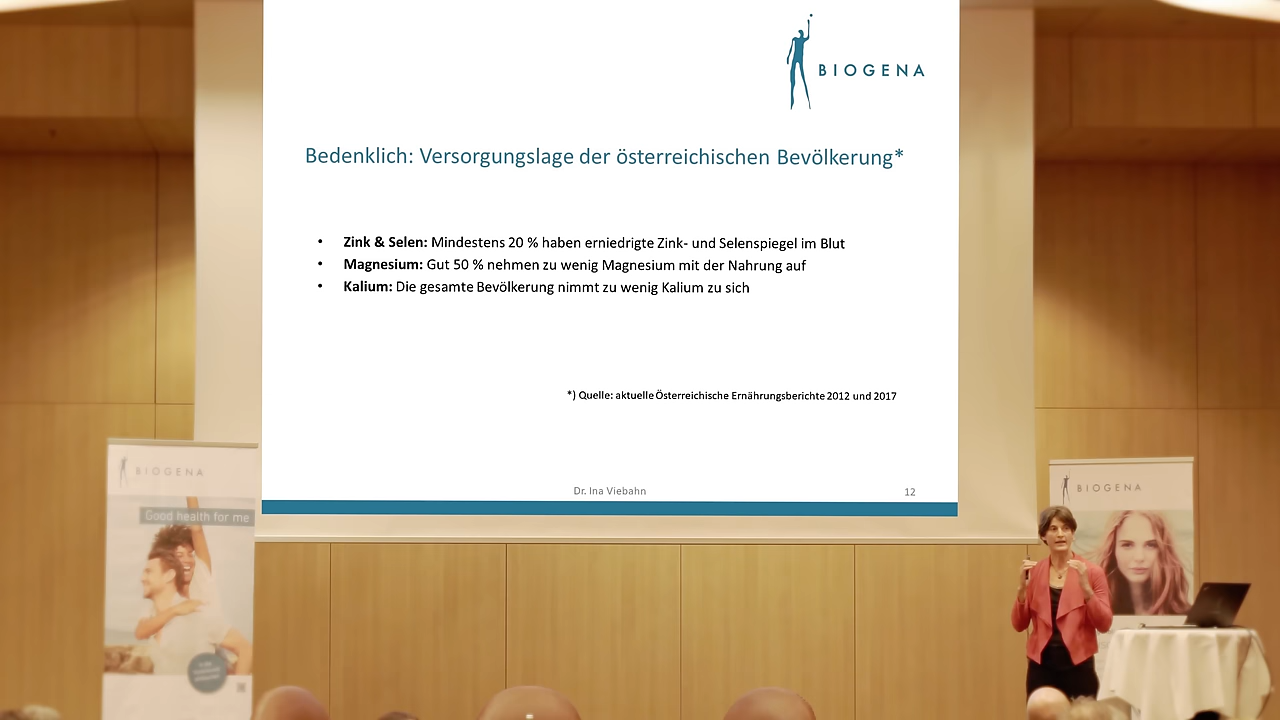 BIOGENA
Bedenklich: Versorgungslage der österreichischen Bevölkerung*
• Zink & Selen: Mindestens 20 % haben erniedrigte Zink- und Selenspiegel im Blut
• Magnesium: Gut 50 % nehmen zu wenig Magnesium mit der Nahrung auf
• Kalium: Die gesamte Bevölkerung nimmt zu wenig Kalium zu sich
*) Quelle: aktuelle Österreichische Ernährungsberichte 2012 und 2017
Dr. Ina Viebahn
12
BIOGENA
Good health for me
BIOGENA